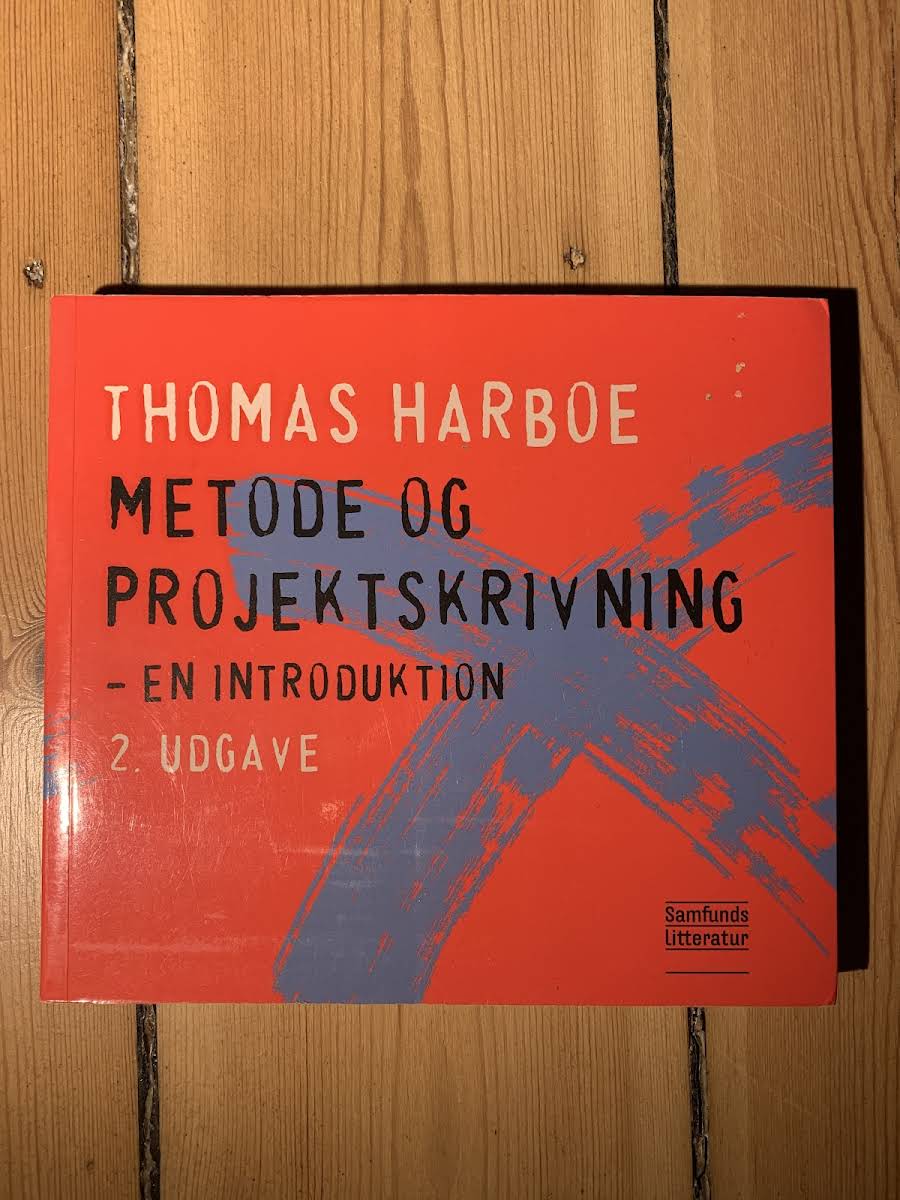 THOMAS HARBOE
METODE OG
PROJEKTSKRIVNING
– EN INTRODUKTION
2. UDGAVE
Samfunds
litteratur